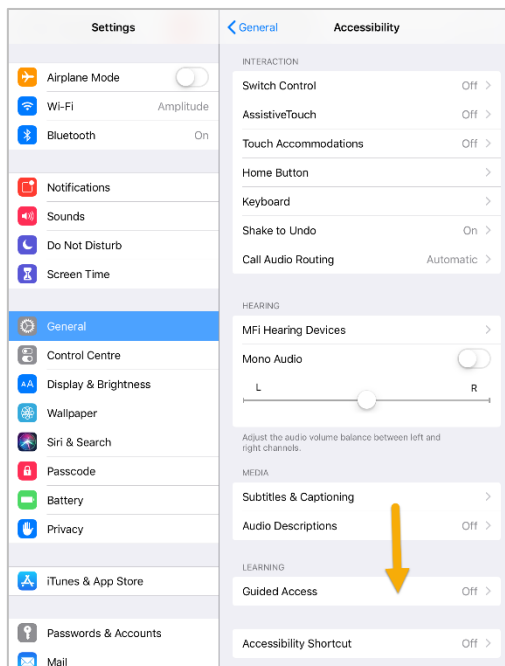 Settings
Airplane Mode
Wi-Fi Amplitude
Bluetooth On
Notifications
Sounds
Do Not Disturb
Screen Time
General
Control Centre
AA Display & Brightness
Wallpaper
Siri & Search
Passcode
Battery
Privacy
iTunes & App Store
Passwords & Accounts
Mail
General Accessibility
INTERACTION
Switch Control Off
AssistiveTouch Off
Touch Accommodations Off
Home Button
Keyboard
Shake to Undo On
Call Audio Routing Automatic
HEARING
MFi Hearing Devices
Mono Audio
L R
Adjust the audio volume balance between left and
right channels.
MEDIA
Subtitles & Captioning
Audio Descriptions Off
LEARNING
Guided Access Off
Accessibility Shortcut Off